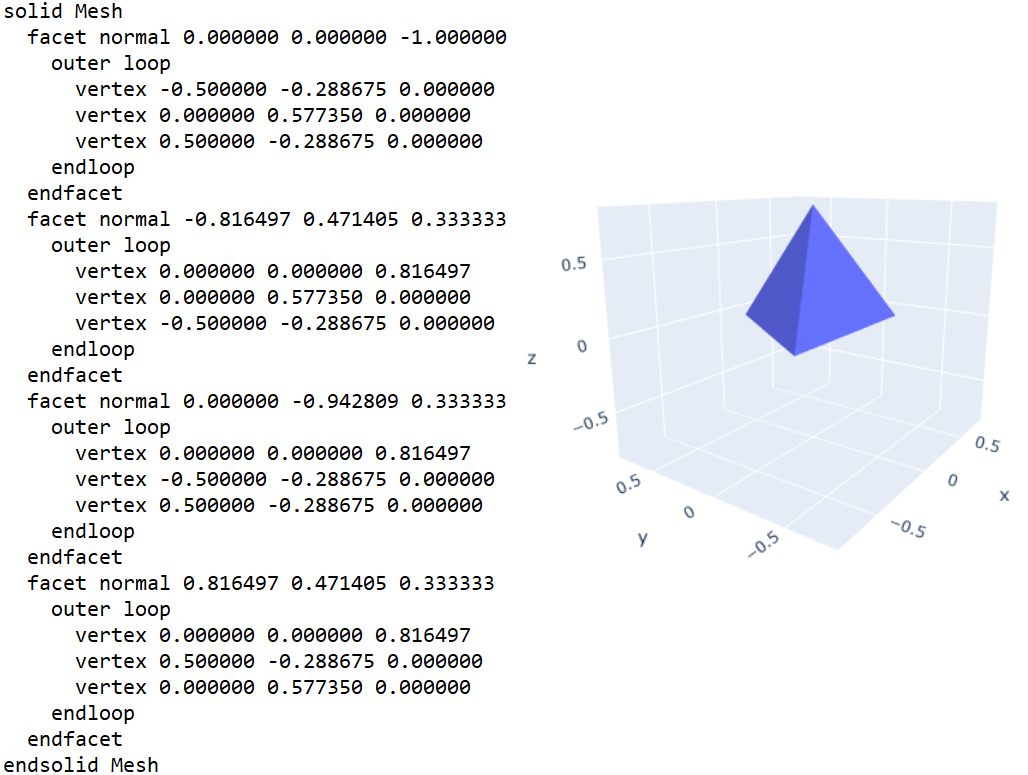 solid Mesh
  facet normal 0.000000 0.000000 -1.000000
    outer loop
      vertex -0.500000 -0.288675 0.000000
      vertex 0.000000 0.577350 0.000000
      vertex 0.500000 -0.288675 0.000000
    endloop
  endfacet
  facet normal -0.816497 0.471405 0.333333
    outer loop
      vertex 0.000000 0.000000 0.816497
      vertex 0.000000 0.577350 0.000000
      vertex -0.500000 -0.288675 0.000000
    endloop
  endfacet
  facet normal 0.000000 -0.942809 0.333333
    outer loop
      vertex 0.000000 0.000000 0.816497
      vertex -0.500000 -0.288675 0.000000
      vertex 0.500000 -0.288675 0.000000
    endloop
  endfacet
  facet normal 0.816497 0.471405 0.333333
    outer loop
      vertex 0.000000 0.000000 0.816497
      vertex 0.500000 -0.288675 0.000000
      vertex 0.000000 0.577350 0.000000
    endloop
  endfacet
endsolid Mesh
0.5
0
z
−0.5
0.5
0
y
−0.5
0.5
0
x
−0.5